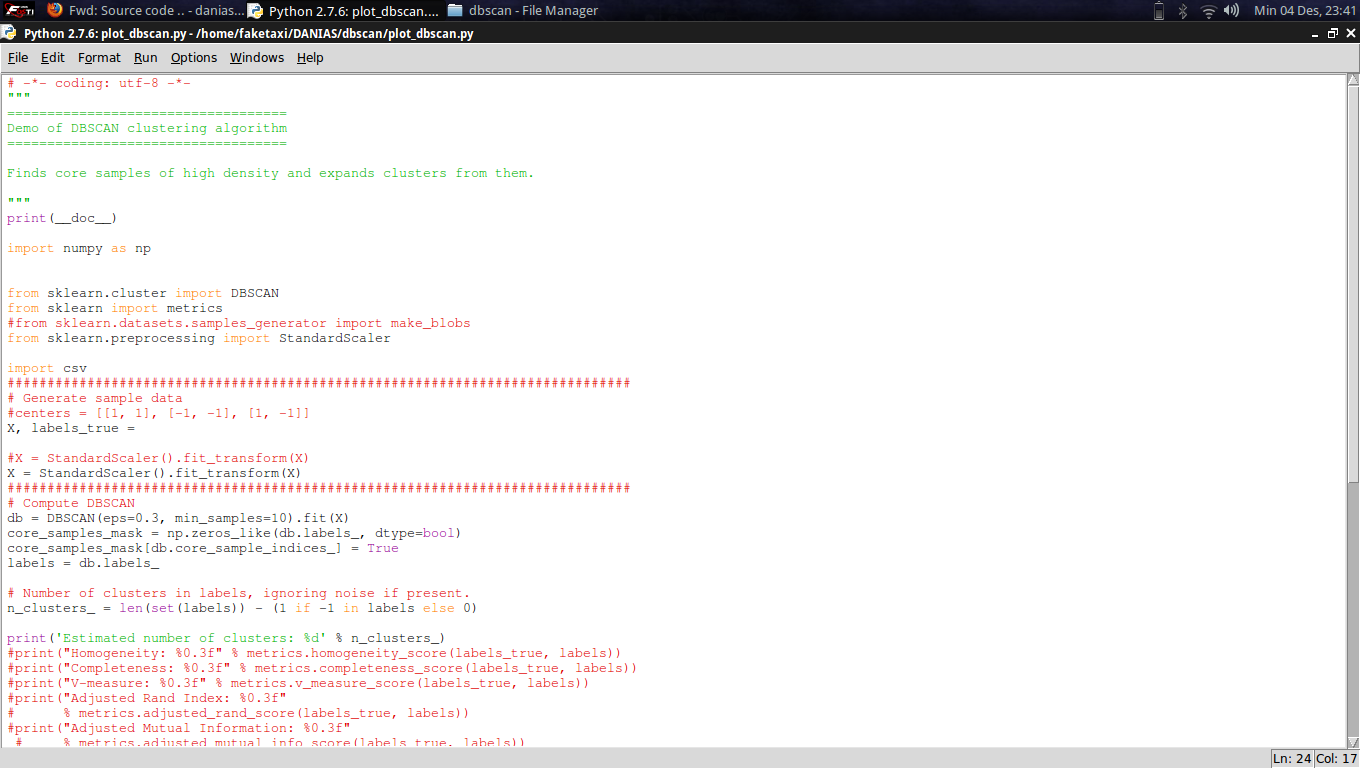 Fwd: Source code .. - danias...
Python 2.7.6: plot_dbscan....
dbscan - File Manager
Min 04 Des, 23:41
Python 2.7.6: plot_dbscan.py - /home/faketaxi/DANIAS/dbscan/plot_dbscan.py
File Edit Format Run Options Windows Help
# -*- coding: utf-8 -*-
"""
===================================
Demo of DBSCAN clustering algorithm
===================================
Finds core samples of high density and expands clusters from them.
"""
print(__doc__)
import numpy as np
from sklearn.cluster import DBSCAN
from sklearn import metrics
#from sklearn.datasets.samples_generator import make_blobs
from sklearn.preprocessing import StandardScaler
import csv
##############################################################################
# Generate sample data
#centers = [[1, 1], [-1, -1], [1, -1]]
X, labels_true =
#X = StandardScaler().fit_transform(X)
X = StandardScaler().fit_transform(X)
##############################################################################
# Compute DBSCAN
db = DBSCAN(eps=0.3, min_samples=10).fit(X)
core_samples_mask = np.zeros_like(db.labels_, dtype=bool)
core_samples_mask[db.core_sample_indices_] = True
labels = db.labels_
# Number of clusters in labels, ignoring noise if present.
n_clusters_ = len(set(labels)) - (1 if -1 in labels else 0)
print('Estimated number of clusters: %d' % n_clusters_)
#print("Homogeneity: %0.3f" % metrics.homogeneity_score(labels_true, labels))
#print("Completeness: %0.3f" % metrics.completeness_score(labels_true, labels))
#print("V-measure: %0.3f" % metrics.v_measure_score(labels_true, labels))
#print("Adjusted Rand Index: %0.3f"
#      % metrics.adjusted_rand_score(labels_true, labels))
#print("Adjusted Mutual Information: %0.3f"
 #     % metrics.adjusted_mutual_info_score(labels_true, labels))
Ln: 24 Col: 17